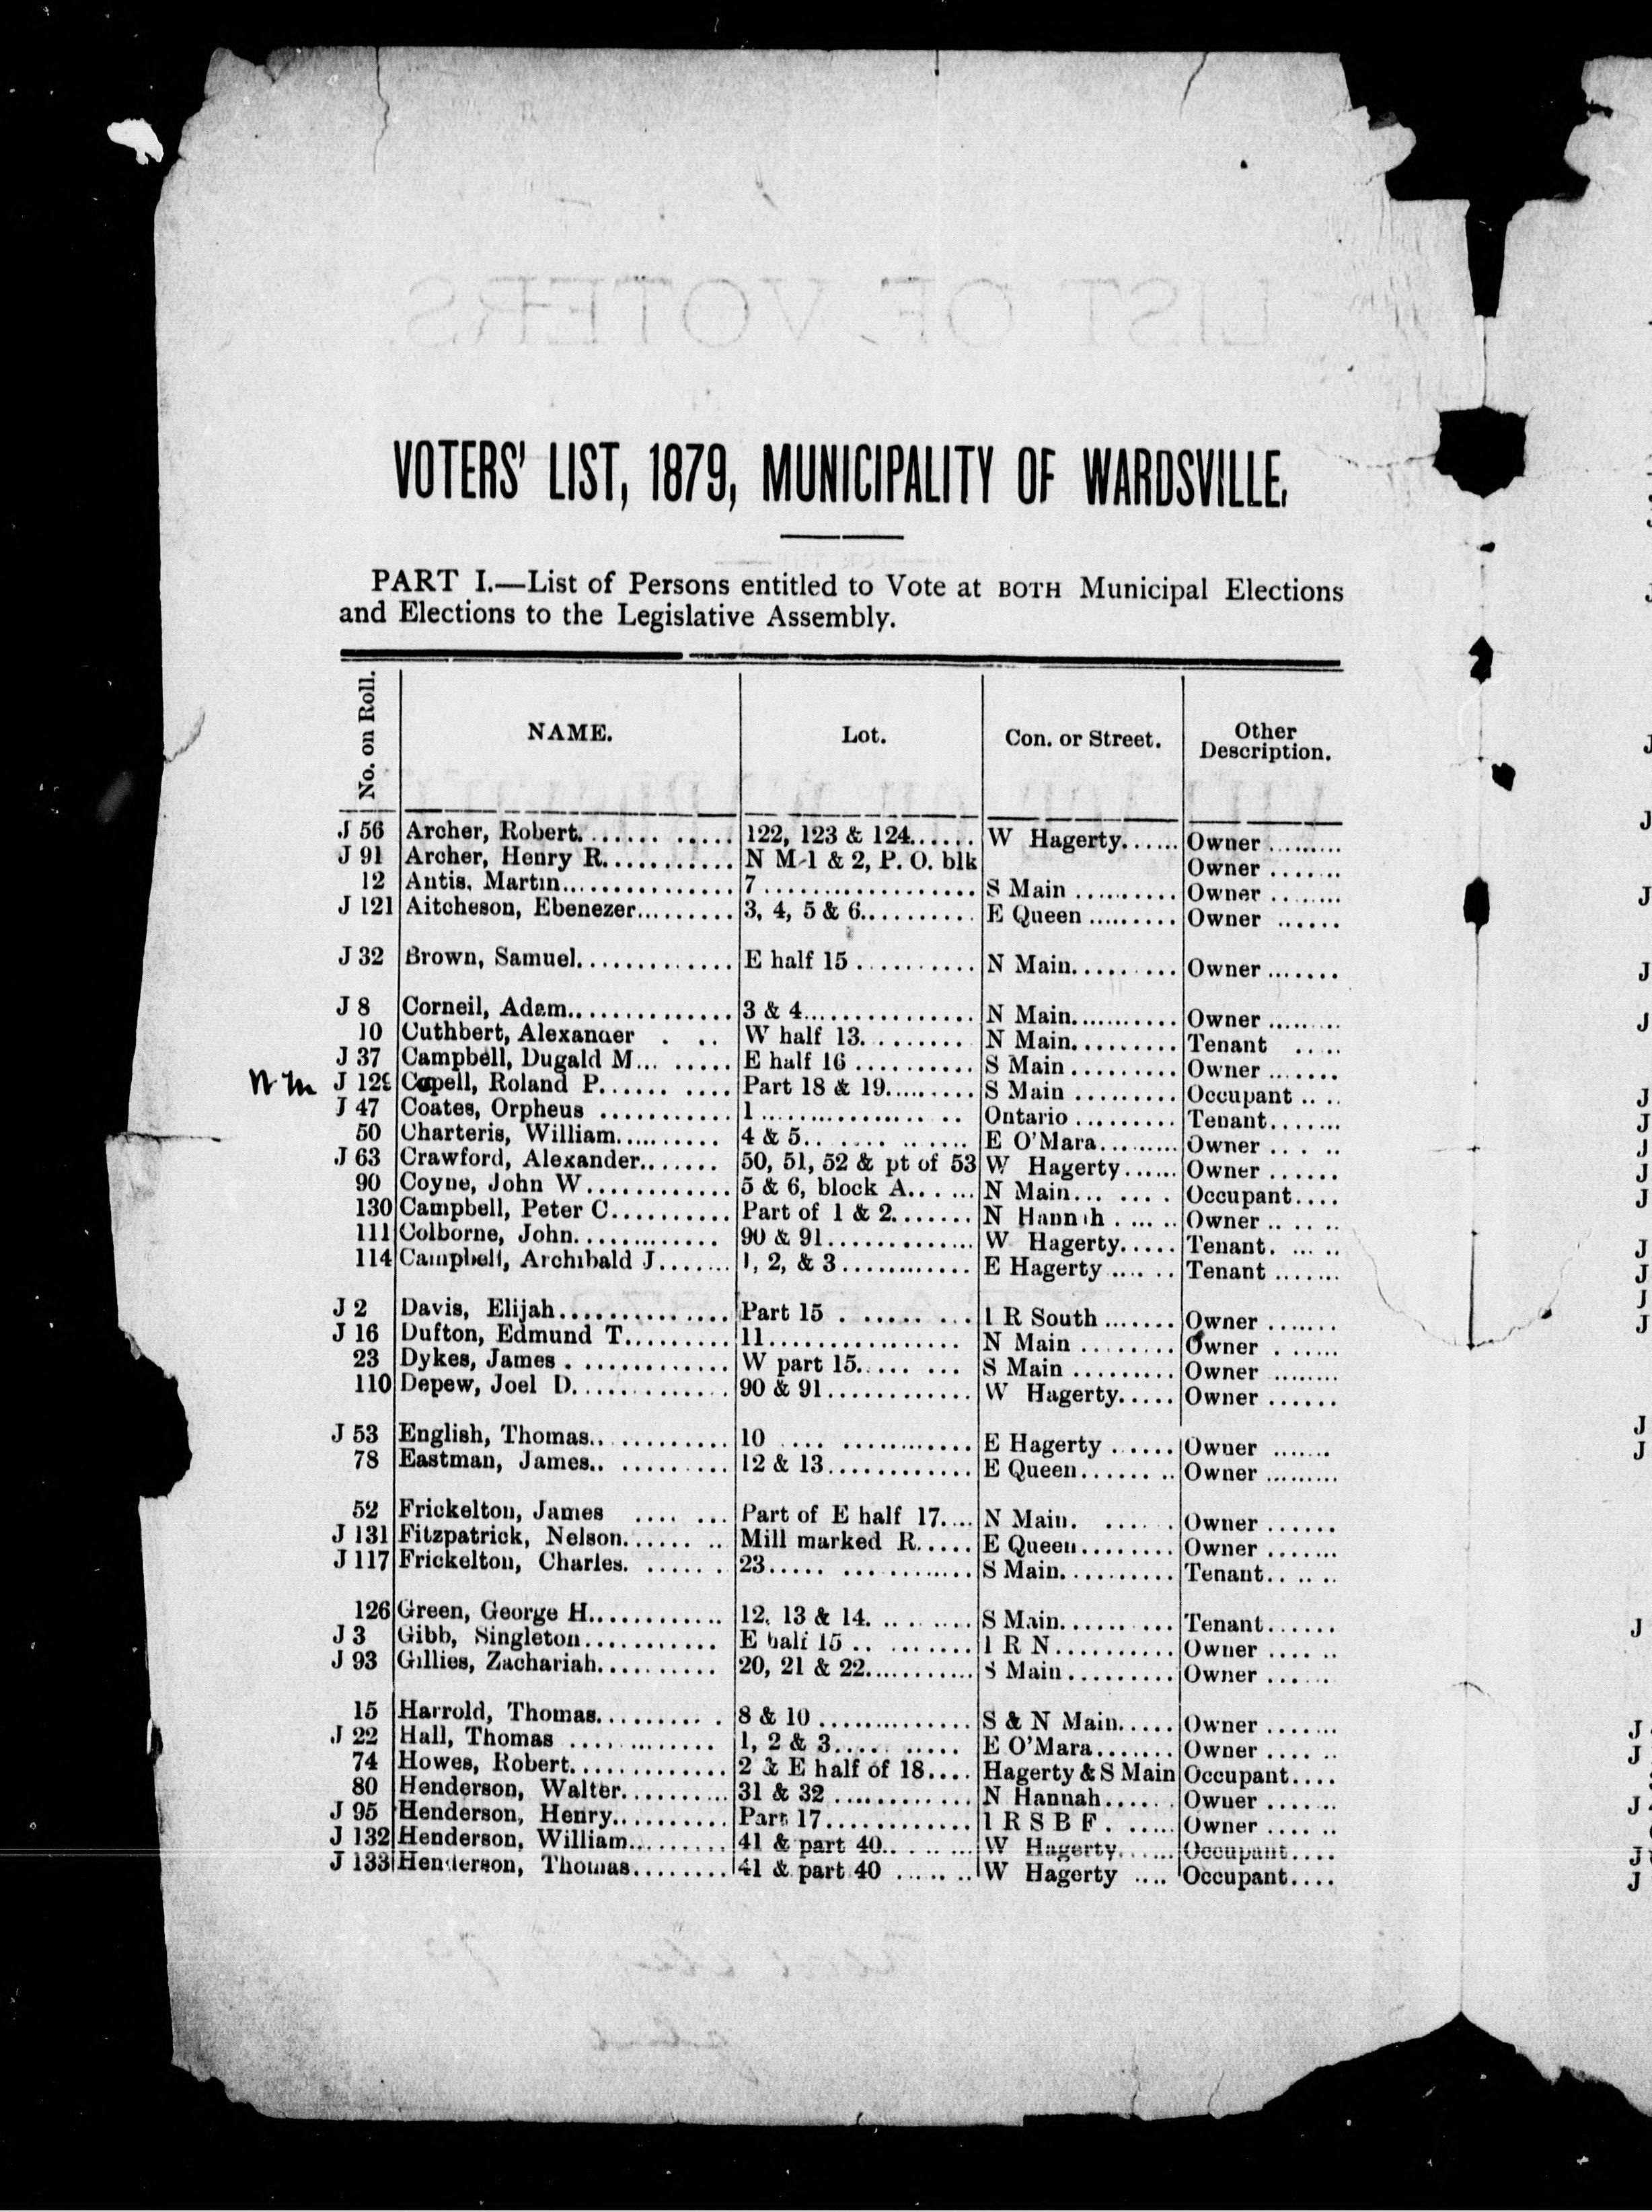 VOTERS' LIST, 1879, MUNICIPALITY OF WARDSVILLE.
PART I.—List of Persons entitled to Vote at BOTH Municipal Elections
and Elections to the Legislative Assembly.
No. on Roll. NAME. Lot. Con. or Street. Other Description.
J 56 Archer, Robert. 122, 123 & 124. W Hagerty. Owner
J 91 Archer, Henry R. N M 1 & 2, P. O. blk Owner
12 Antis, Martin 7 S Main Owner
J 121 Aitcheson, Ebenezer 3, 4, 5 & 6. E Queen Owner
J 32 Brown, Samuel. E half 15 N Main. Owner
J 8 Corneil, Adam. 3 & 4. N Main. Owner
10 Cuthbert, Alexander W half 13. N Main. Tenant
J 37 Campbell, Dugald M E half 16 S Main Owner
N M J 129 Capell, Roland P. Part 18 & 19. S Main Occupant
J 47 Coates, Orpheus 1 Ontario Tenant
50 Charteris, William. 4 & 5. E O'Mara. Owner
J 63 Crawford, Alexander. 50, 51, 52 & pt of 53 W Hagerty Owner
90 Coyne, John W 5 & 6, block A. N Main Occupant
130 Campbell, Peter C. Part of 1 & 2. N Hannah Owner
111 Colborne, John. 90 & 91. W Hagerty. Tenant.
114 Campbell, Archibald J. 1, 2, & 3 E Hagerty Tenant
J 2 Davis, Elijah Part 15 1 R South Owner
J 16 Dufton, Edmund T. 11 N Main Owner
23 Dykes, James W part 15. S Main Owner
110 Depew, Joel D. 90 & 91 W Hagerty. Owner
J 53 English, Thomas. 10 E Hagerty Owner
78 Eastman, James. 12 & 13 E Queen Owner
52 Frickelton, James Part of E half 17. N Main. Owner
J 131 Fitzpatrick, Nelson. Mill marked R. E Queen Owner
J 117 Frickelton, Charles. 23 S Main. Tenant.
126 Green, George H. 12, 13 & 14. S Main. Tenant
J 3 Gibb, Singleton E half 15 1 R N Owner
J 93 Gillies, Zachariah. 20, 21 & 22. S Main Owner
15 Harrold, Thomas. 8 & 10 S & N Main. Owner
J 22 Hall, Thomas 1, 2 & 3. E O'Mara Owner
74 Howes, Robert. 2 & E half of 18. Hagerty & S Main Occupant
80 Henderson, Walter. 31 & 32 N Hannah Owner
J 95 Henderson, Henry. Part 17 1 R S B F. Owner
J 132 Henderson, William. 41 & part 40. W Hagerty. Occupant
J 133 Henderson, Thomas 41 & part 40 W Hagerty Occupant